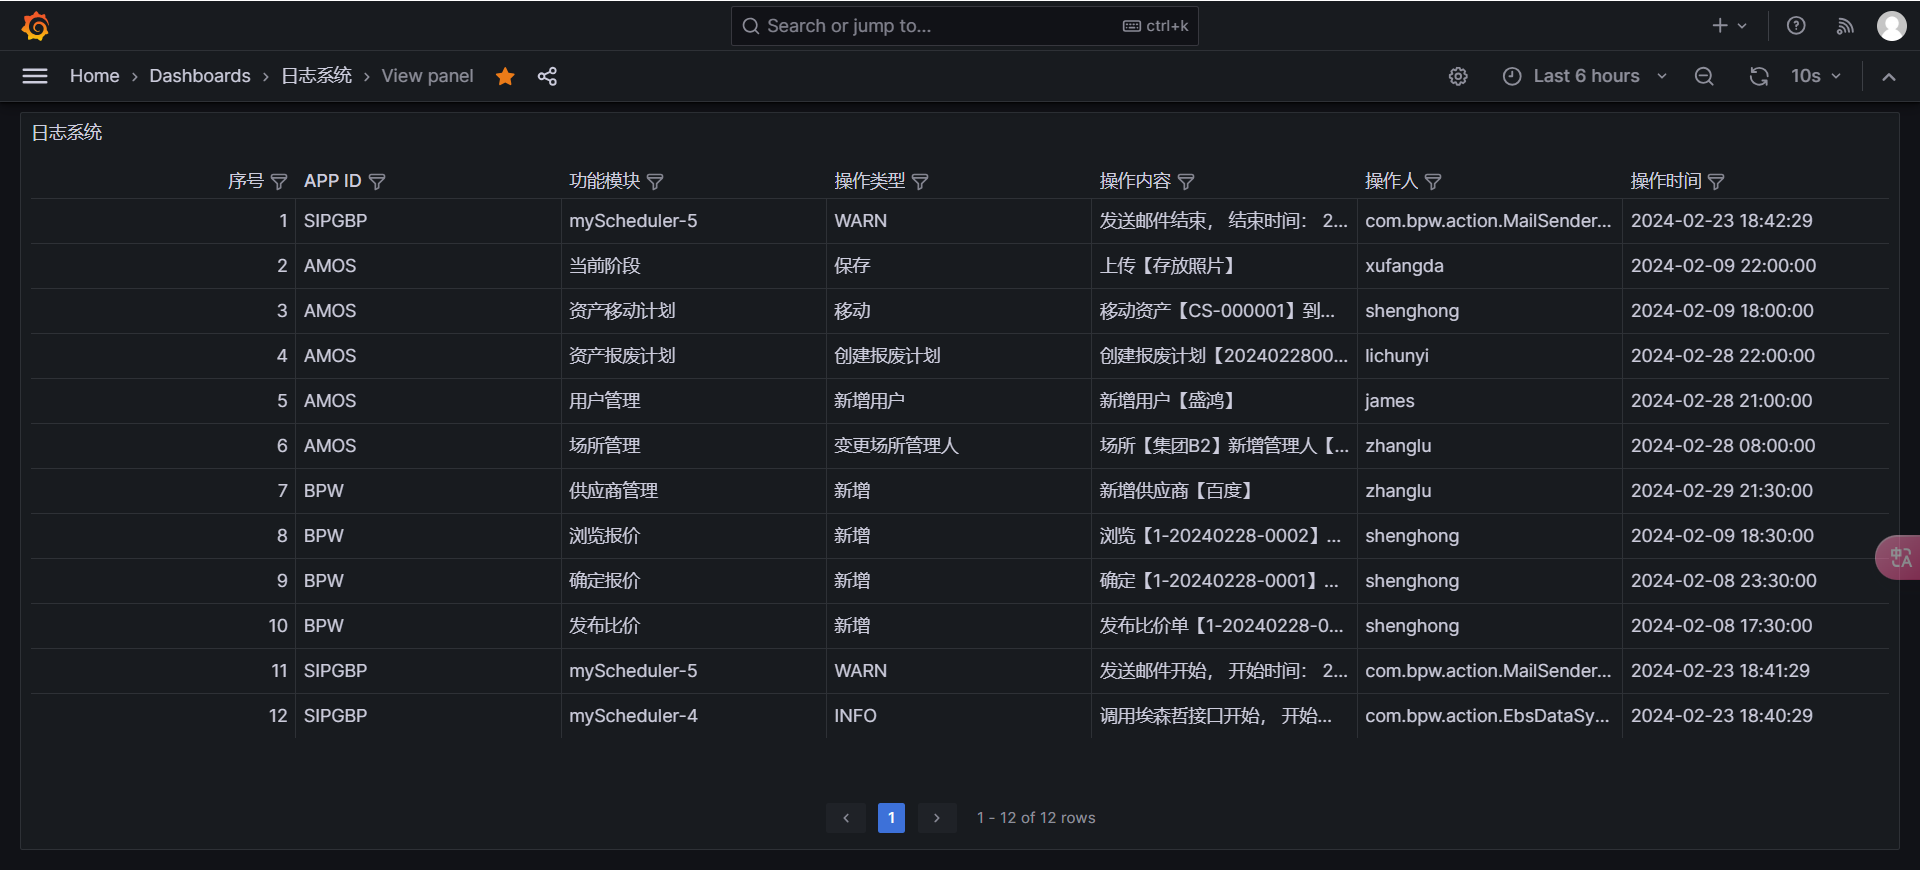 Search or jump to... ctrl+k
Home › Dashboards › 日志系统 › View panel Last 6 hours 10s
日志系统
序号 APP ID 功能模块 操作类型 操作内容 操作人 操作时间
1 SIPGBP myScheduler-5 WARN 发送邮件结束， 结束时间： 2... com.bpw.action.MailSender... 2024-02-23 18:42:29
2 AMOS 当前阶段 保存 上传【存放照片】 xufangda 2024-02-09 22:00:00
3 AMOS 资产移动计划 移动 移动资产【CS-000001】到... shenghong 2024-02-09 18:00:00
4 AMOS 资产报废计划 创建报废计划 创建报废计划【2024022800... lichunyi 2024-02-28 22:00:00
5 AMOS 用户管理 新增用户 新增用户【盛鸿】 james 2024-02-28 21:00:00
6 AMOS 场所管理 变更场所管理人 场所【集团B2】新增管理人【... zhanglu 2024-02-28 08:00:00
7 BPW 供应商管理 新增 新增供应商【百度】 zhanglu 2024-02-29 21:30:00
8 BPW 浏览报价 新增 浏览【1-20240228-0002】... shenghong 2024-02-09 18:30:00
9 BPW 确定报价 新增 确定【1-20240228-0001】... shenghong 2024-02-08 23:30:00
10 BPW 发布比价 新增 发布比价单【1-20240228-0... shenghong 2024-02-08 17:30:00
11 SIPGBP myScheduler-5 WARN 发送邮件开始， 开始时间： 2... com.bpw.action.MailSender... 2024-02-23 18:41:29
12 SIPGBP myScheduler-4 INFO 调用埃森哲接口开始， 开始... com.bpw.action.EbsDataSy... 2024-02-23 18:40:29
‹ 1 › 1 - 12 of 12 rows
中 A